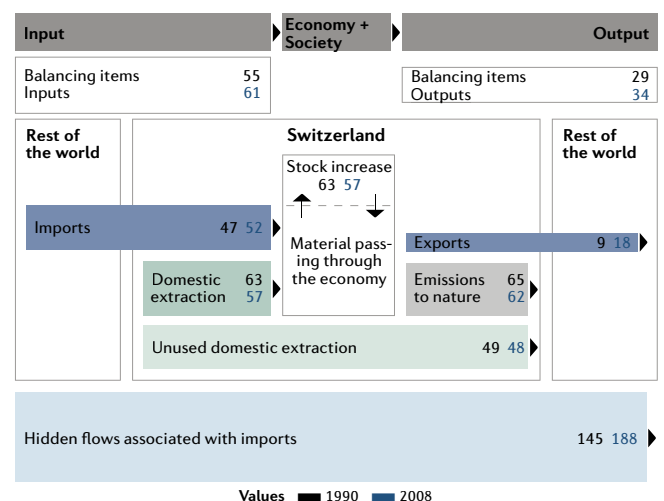 Input
Economy +
Society
Output
Balancing items 55
Inputs 61
Balancing items 29
Outputs 34
Rest of
the world
Switzerland
Rest of
the world
Stock increase
63 57
Imports 47 52
Material pass-
ing through
the economy
Exports 9 18
Domestic 63
extraction 57
Emissions 65
to nature 62
Unused domestic extraction 49 48
Hidden flows associated with imports 145 188
Values 1990 2008